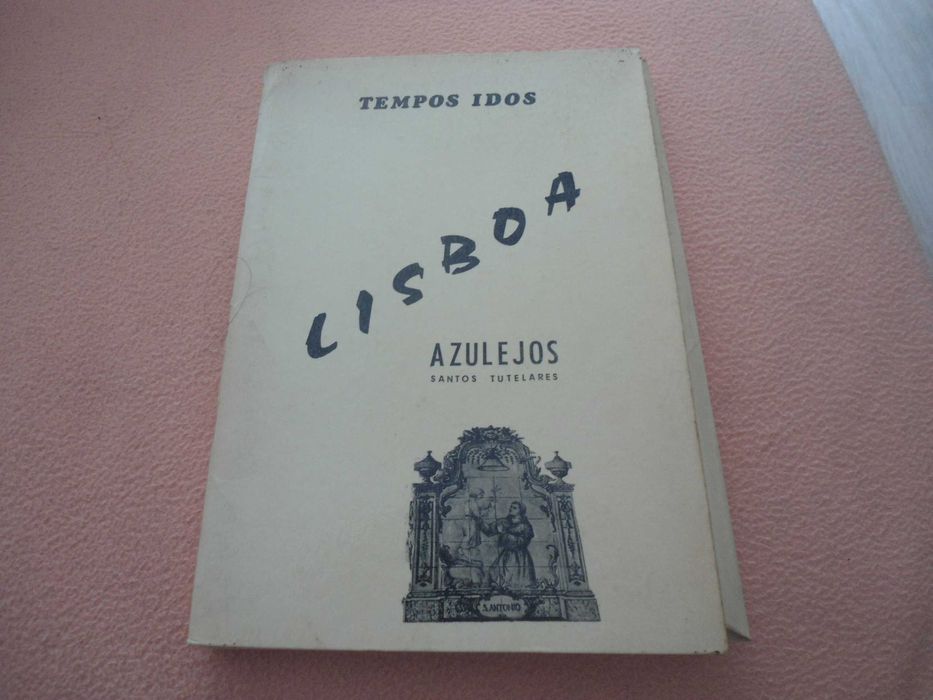 TEMPOS IDOS
LISBOA
AZULEJOS
SANTOS TUTELARES
S. ANTONIO